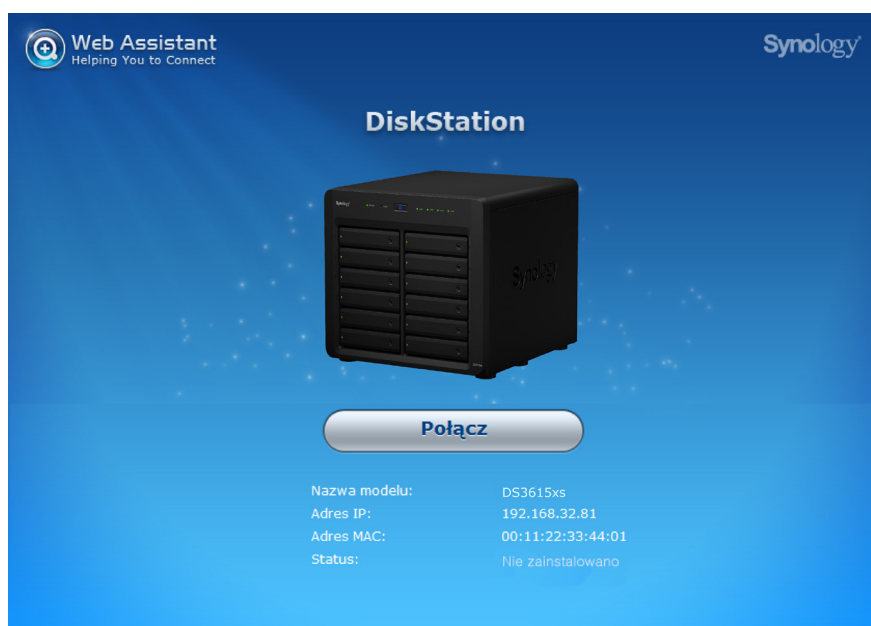 Web Assistant
Helping You to Connect
Synology
DiskStation
Synology
Synology
Połącz
Nazwa modelu: DS3615xs
Adres IP: 192.168.32.81
Adres MAC: 00:11:22:33:44:01
Status: Nie zainstalowano